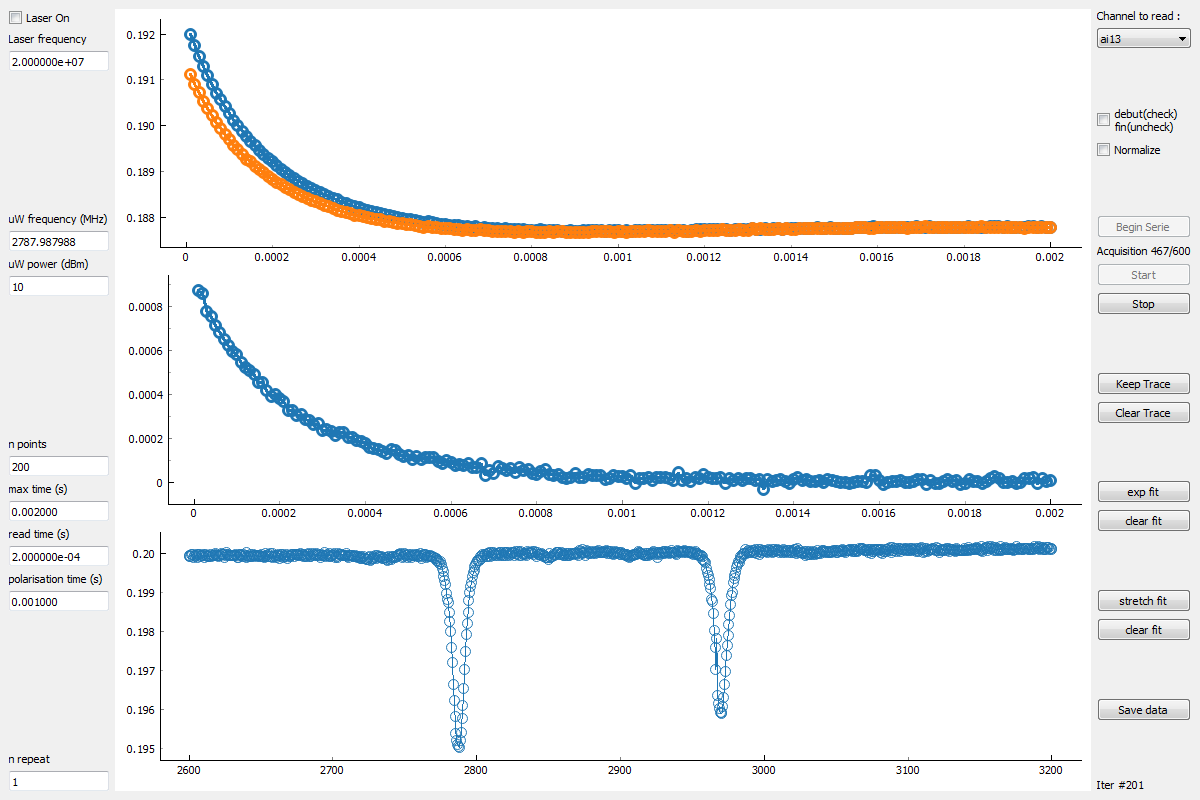 Laser On
Laser frequency
2.000000e+07
uW frequency (MHz)
2787.987988
uW power (dBm)
10
n points
200
max time (s)
0.002000
read time (s)
2.000000e-04
polarisation time (s)
0.001000
n repeat
1
0.192
0.191
0.190
0.189
0.188
0 0.0002 0.0004 0.0006 0.0008 0.001 0.0012 0.0014 0.0016 0.0018 0.002
0.0008
0.0006
0.0004
0.0002
0
0 0.0002 0.0004 0.0006 0.0008 0.001 0.0012 0.0014 0.0016 0.0018 0.002
0.20
0.199
0.198
0.197
0.196
0.195
2600 2700 2800 2900 3000 3100 3200
Channel to read :
ai13
debut(check)
fin(uncheck)
Normalize
Begin Serie
Acquisition 467/600
Start
Stop
Keep Trace
Clear Trace
exp fit
clear fit
stretch fit
clear fit
Save data
Iter #201